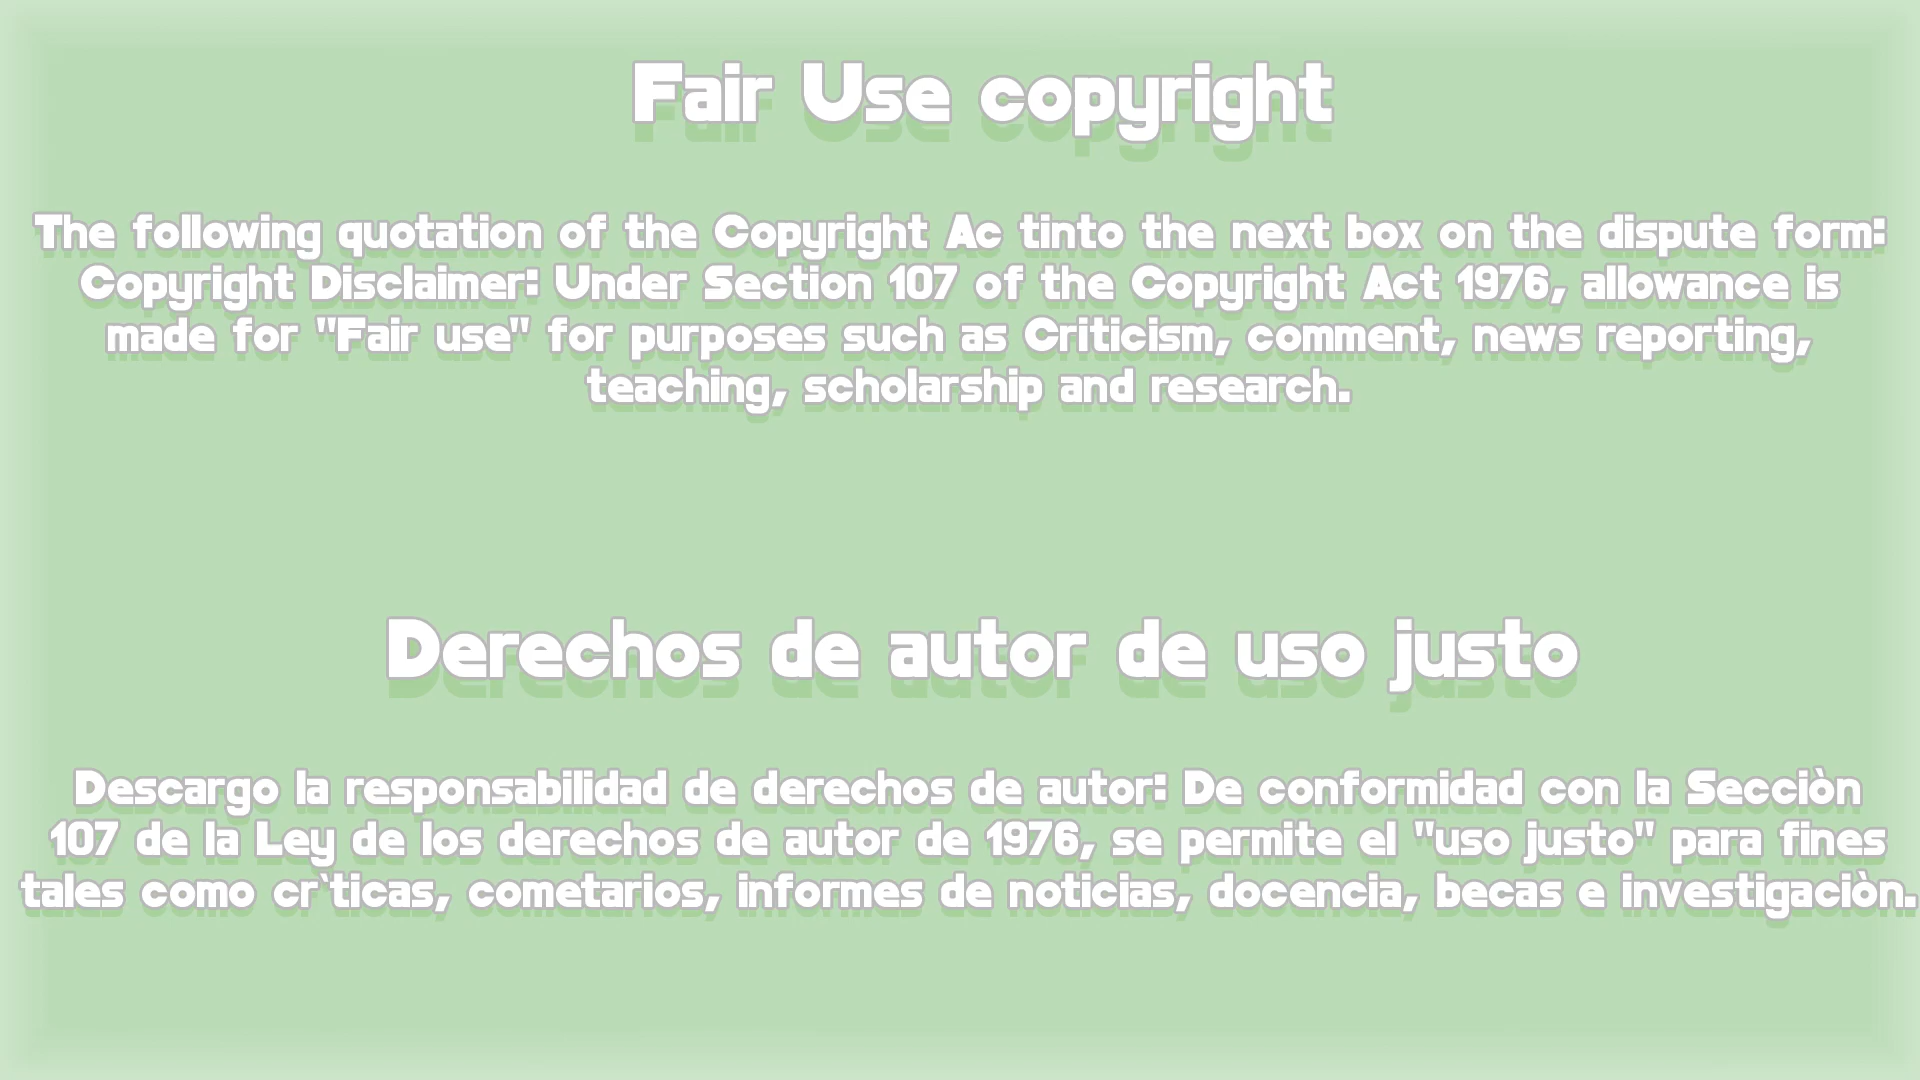 Fair Use copyright
The following quotation of the Copyright Ac tinto the next box on the dispute form:
Copyright Disclaimer: Under Section 107 of the Copyright Act 1976, allowance is
made for "Fair use" for purposes such as Criticism, comment, news reporting,
teaching, scholarship and research.
Derechos de autor de uso justo
Descargo la responsabilidad de derechos de autor: De conformidad con la Secciòn
107 de la Ley de los derechos de autor de 1976, se permite el "uso justo" para fines
tales como cr`ticas, cometarios, informes de noticias, docencia, becas e investigaciòn.